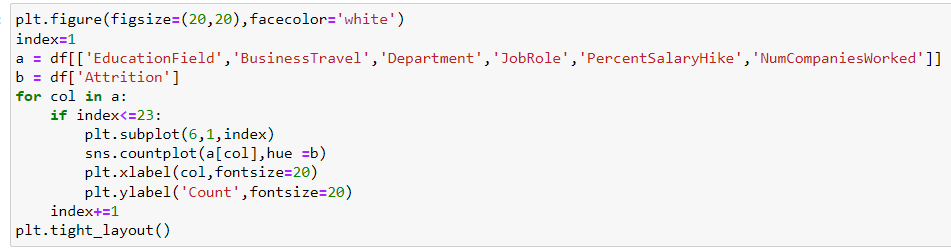 plt.figure(figsize=(20,20),facecolor='white')
index=1
a = df[['EducationField','BusinessTravel','Department','JobRole','PercentSalaryHike','NumCompaniesWorked']]
b = df['Attrition']
for col in a:
    if index<=23:
        plt.subplot(6,1,index)
        sns.countplot(a[col],hue =b)
        plt.xlabel(col,fontsize=20)
        plt.ylabel('Count',fontsize=20)
    index+=1
plt.tight_layout()